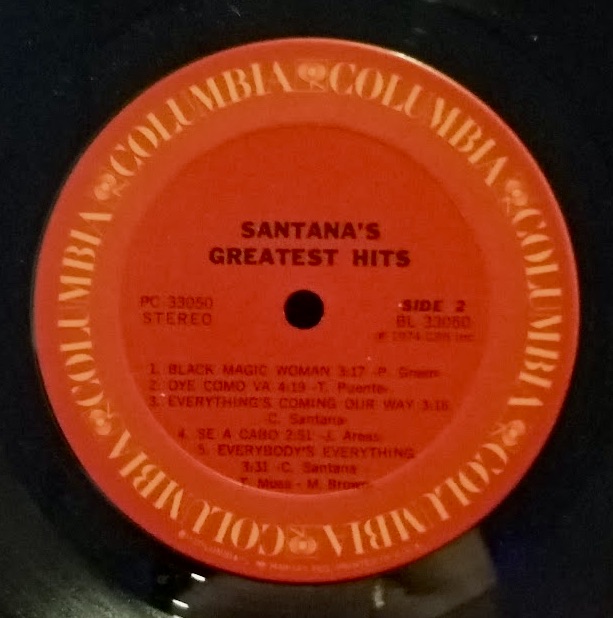 COLUMBIA COLUMBIA COLUMBIA COLUMBIA COLUMBIA COLUMBIA
SANTANA'S
GREATEST HITS
PC 33050
STEREO
SIDE 2
BL 33050
℗ 1974 CBS Inc.
1. BLACK MAGIC WOMAN 3:17 -P. Green-
2. OYE COMO VA 4:19 -T. Puente-
3. EVERYTHING'S COMING OUR WAY 3:16
-C. Santana-
4. SE A CABO 2:51 -J. Areas-
5. EVERYBODY'S EVERYTHING
3:31 -C. Santana -
T. Moss - M. Brown-